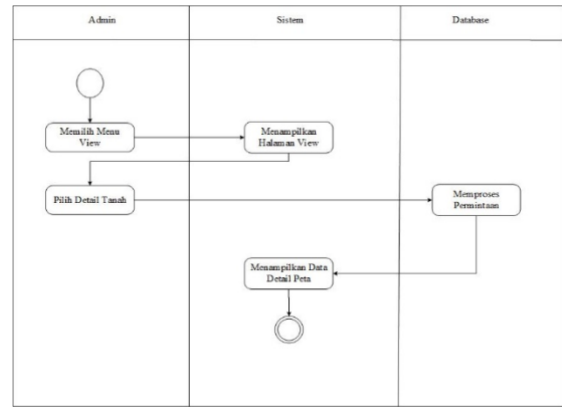 Admin
Sistem
Database
Memilih Menu
View
Menampilkan
Halaman View
Pilih Detail Tanah
Memproses
Permintaan
Menampilkan Data
Detail Peta